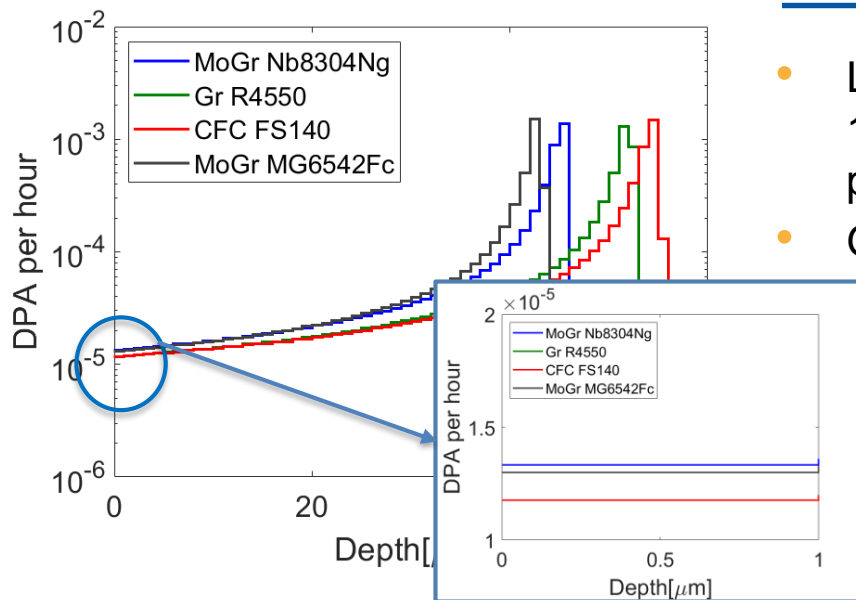 10^-2
10^-3
10^-4
10^-5
10^-6
DPA per hour
MoGr Nb8304Ng
Gr R4550
CFC FS140
MoGr MG6542Fc
0
20
Depth[
2 ×10^-5
1.5
1
DPA per hour
MoGr Nb8304Ng
Gr R4550
CFC FS140
MoGr MG6542Fc
0
0.5
1
Depth[μm]